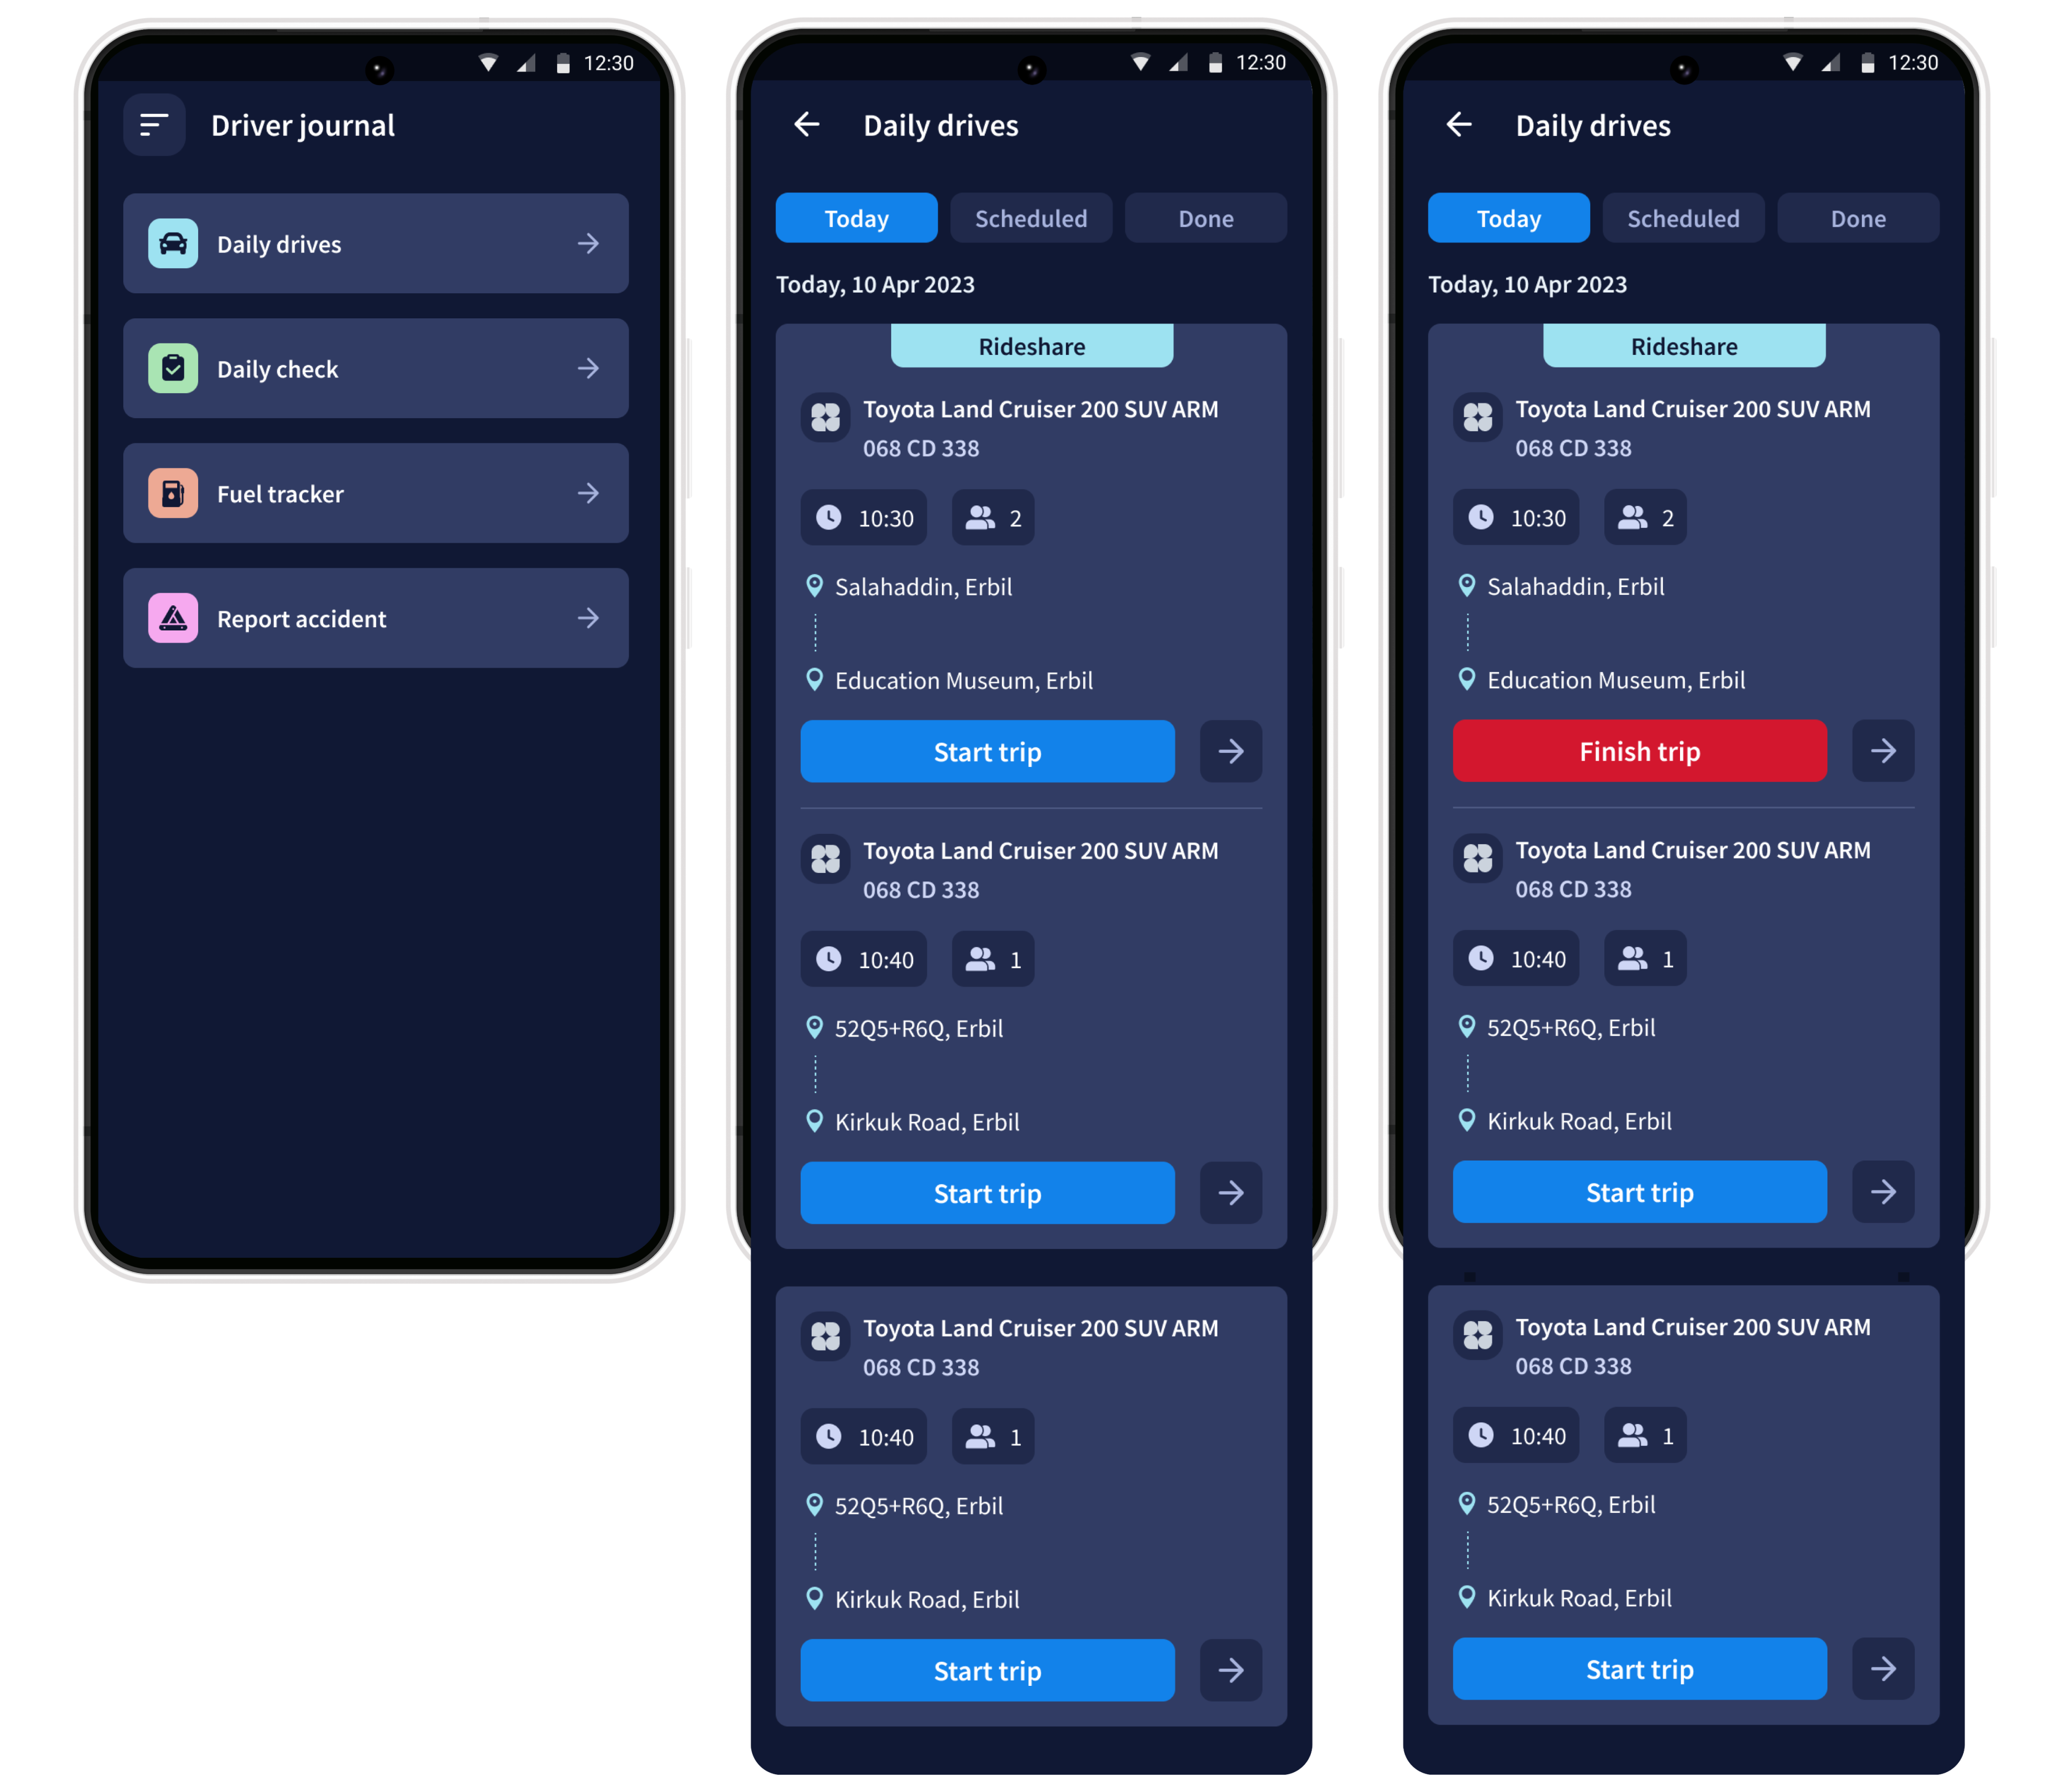 12:30
Driver journal
Daily drives
Daily check
Fuel tracker
Report accident
12:30
Daily drives
Today
Scheduled
Done
Today, 10 Apr 2023
Rideshare
Toyota Land Cruiser 200 SUV ARM
068 CD 338
10:30
2
Salahaddin, Erbil
Education Museum, Erbil
Start trip
Toyota Land Cruiser 200 SUV ARM
068 CD 338
10:40
1
52Q5+R6Q, Erbil
Kirkuk Road, Erbil
Start trip
Toyota Land Cruiser 200 SUV ARM
068 CD 338
10:40
1
52Q5+R6Q, Erbil
Kirkuk Road, Erbil
Start trip
12:30
Daily drives
Today
Scheduled
Done
Today, 10 Apr 2023
Rideshare
Toyota Land Cruiser 200 SUV ARM
068 CD 338
10:30
2
Salahaddin, Erbil
Education Museum, Erbil
Finish trip
Toyota Land Cruiser 200 SUV ARM
068 CD 338
10:40
1
52Q5+R6Q, Erbil
Kirkuk Road, Erbil
Start trip
Toyota Land Cruiser 200 SUV ARM
068 CD 338
10:40
1
52Q5+R6Q, Erbil
Kirkuk Road, Erbil
Start trip